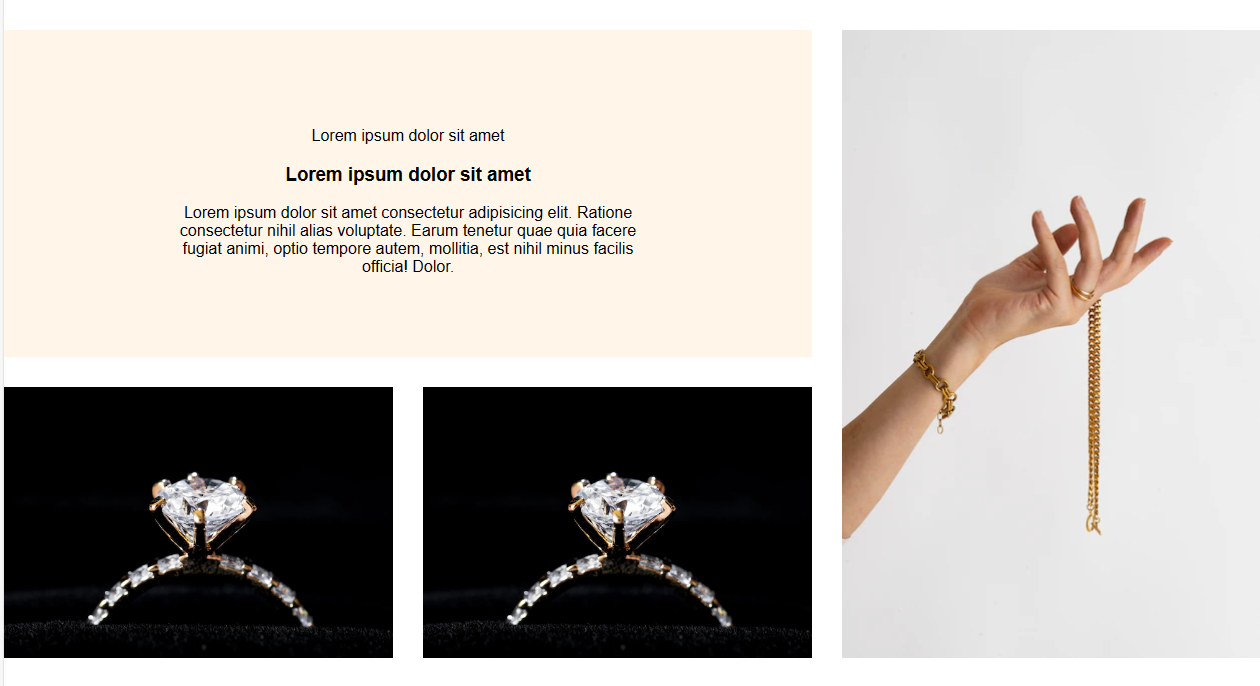 Lorem ipsum dolor sit amet
Lorem ipsum dolor sit amet
Lorem ipsum dolor sit amet consectetur adipisicing elit. Ratione
consectetur nihil alias voluptate. Earum tenetur quae quia facere
fugiat animi, optio tempore autem, mollitia, est nihil minus facilis
officia! Dolor.